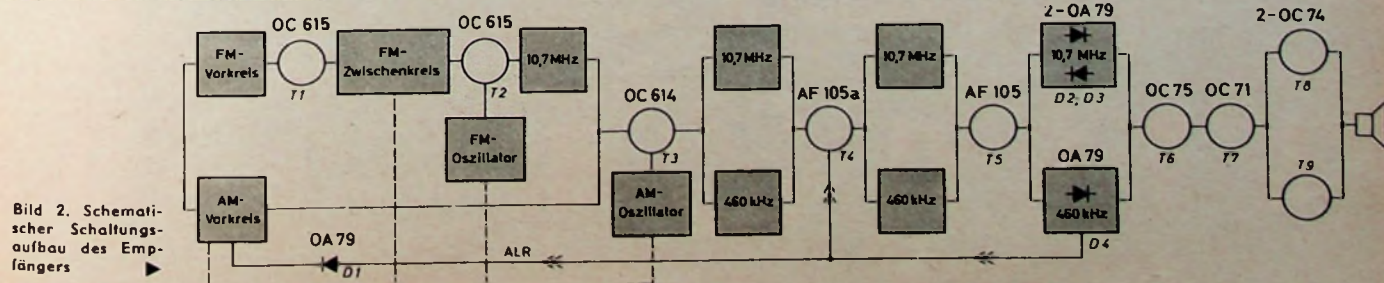 OC 615
OC 615
2-OA 79
2-OC 74
FM-
Vorkreis
T1
FM-
Zwischenkreis
T2
10,7 MHz
FM-
Oszillator
OC 614
T3
10,7 MHz
AF 105a
T4
10,7 MHz
AF 105
T5
10,7 MHz
D2; D3
OC 75
T6
OC 71
T7
T8
T9
AM-
Vorkreis
AM-
Oszillator
460 kHz
460 kHz
OA 79
460 kHz
D4
OA 79
D1
ALR
Bild 2. Schemati-
scher Schaltungs-
aufbau des Emp-
fängers